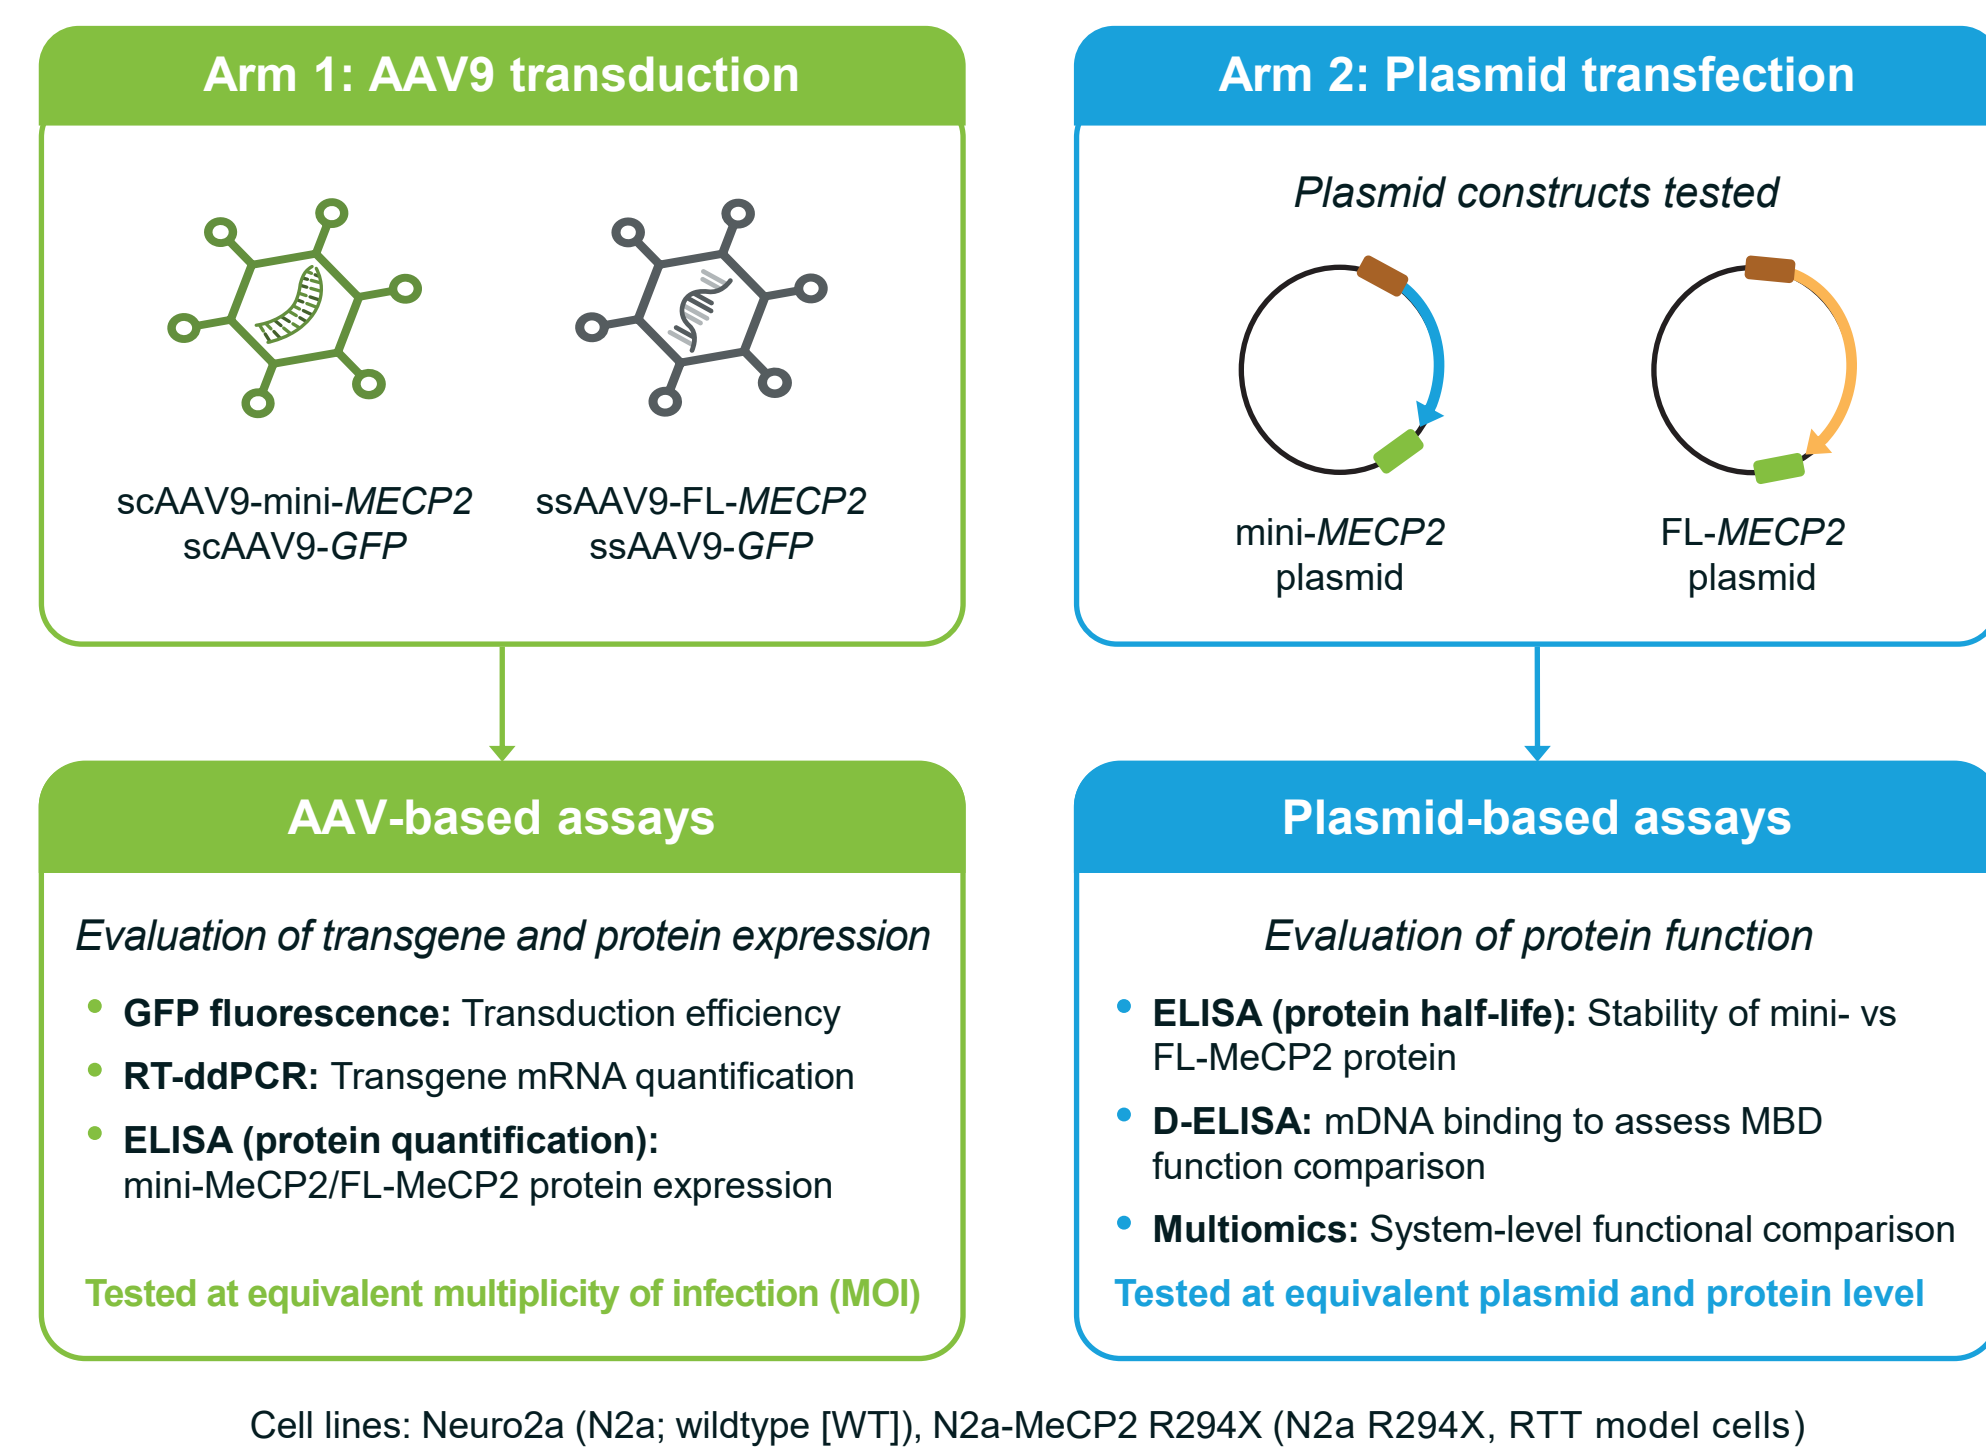 Arm 1: AAV9 transduction
scAAV9-mini-MECP2
scAAV9-GFP
ssAAV9-FL-MECP2
ssAAV9-GFP
AAV-based assays
Evaluation of transgene and protein expression
• GFP fluorescence: Transduction efficiency
• RT-ddPCR: Transgene mRNA quantification
• ELISA (protein quantification):
mini-MeCP2/FL-MeCP2 protein expression
Tested at equivalent multiplicity of infection (MOI)
Arm 2: Plasmid transfection
Plasmid constructs tested
mini-MECP2
plasmid
FL-MECP2
plasmid
Plasmid-based assays
Evaluation of protein function
• ELISA (protein half-life): Stability of mini- vs
FL-MeCP2 protein
• D-ELISA: mDNA binding to assess MBD
function comparison
• Multiomics: System-level functional comparison
Tested at equivalent plasmid and protein level
Cell lines: Neuro2a (N2a; wildtype [WT]), N2a-MeCP2 R294X (N2a R294X, RTT model cells)